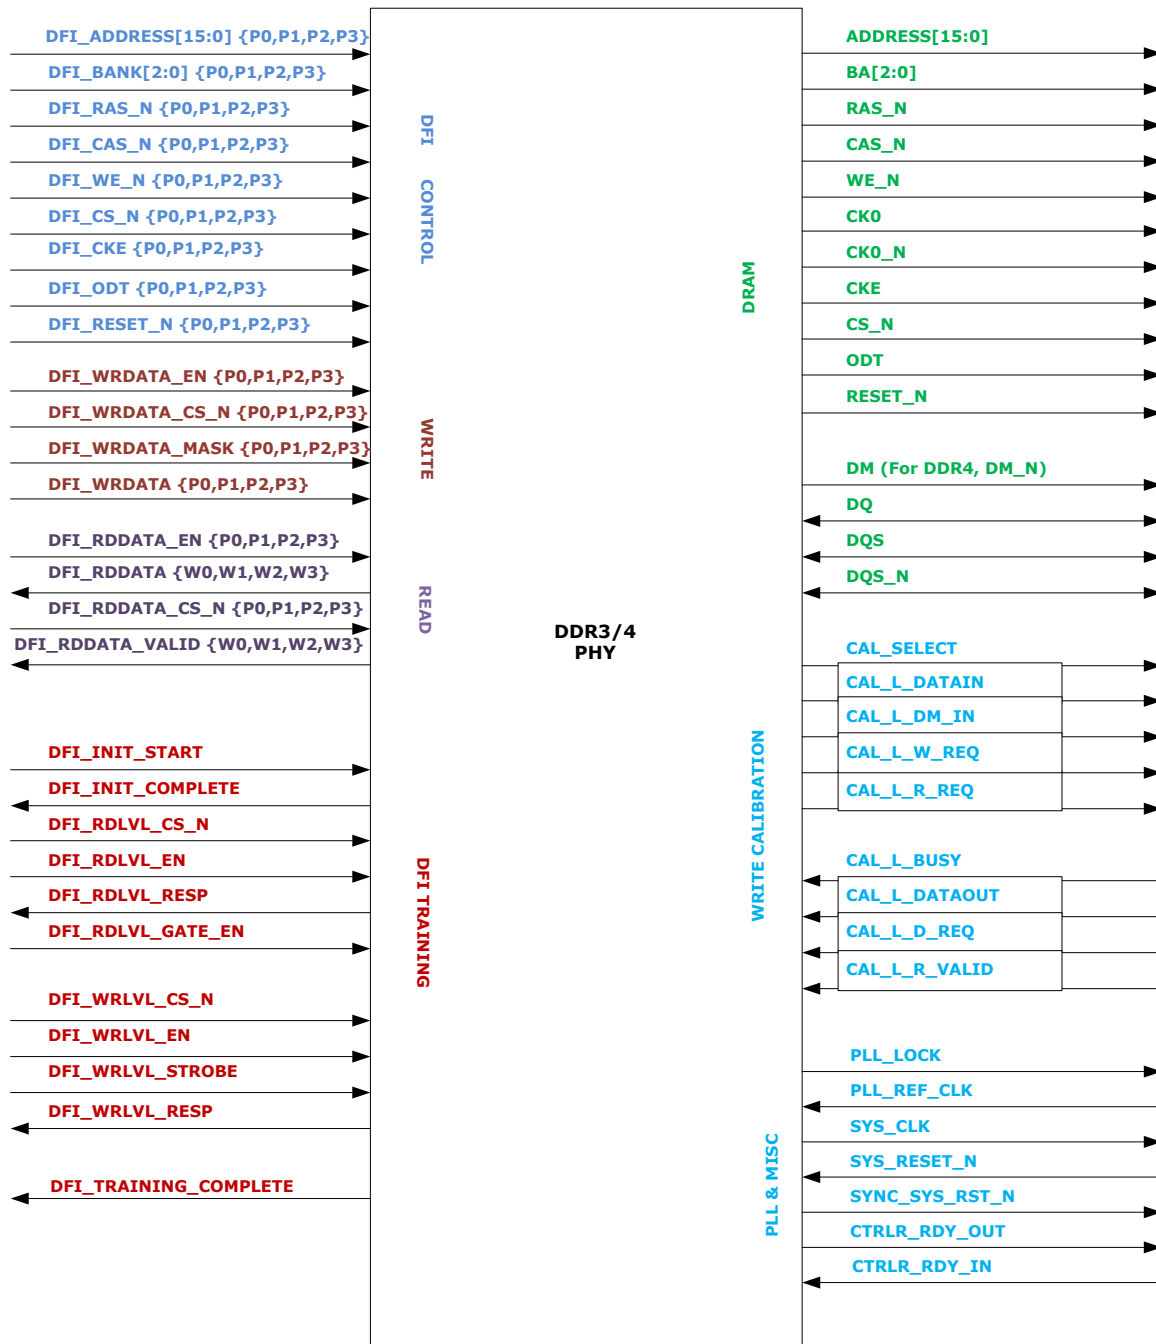 DFI_ADDRESS[15:0] {P0,P1,P2,P3}
DFI_BANK[2:0] {P0,P1,P2,P3}
DFI_RAS_N {P0,P1,P2,P3}
DFI_CAS_N {P0,P1,P2,P3}
DFI_WE_N {P0,P1,P2,P3}
DFI_CS_N {P0,P1,P2,P3}
DFI_CKE {P0,P1,P2,P3}
DFI_ODT {P0,P1,P2,P3}
DFI_RESET_N {P0,P1,P2,P3}
DFI CONTROL
DFI_WRDATA_EN {P0,P1,P2,P3}
DFI_WRDATA_CS_N {P0,P1,P2,P3}
DFI_WRDATA_MASK {P0,P1,P2,P3}
DFI_WRDATA {P0,P1,P2,P3}
WRITE
DFI_RDDATA_EN {P0,P1,P2,P3}
DFI_RDDATA {W0,W1,W2,W3}
DFI_RDDATA_CS_N {P0,P1,P2,P3}
DFI_RDDATA_VALID {W0,W1,W2,W3}
READ
DFI_INIT_START
DFI_INIT_COMPLETE
DFI_RDLVL_CS_N
DFI_RDLVL_EN
DFI_RDLVL_RESP
DFI_RDLVL_GATE_EN
DFI_WRLVL_CS_N
DFI_WRLVL_EN
DFI_WRLVL_STROBE
DFI_WRLVL_RESP
DFI_TRAINING_COMPLETE
DFI TRAINING
DDR3/4
PHY
DRAM
ADDRESS[15:0]
BA[2:0]
RAS_N
CAS_N
WE_N
CK0
CK0_N
CKE
CS_N
ODT
RESET_N
DM (For DDR4, DM_N)
DQ
DQS
DQS_N
WRITE CALIBRATION
CAL_SELECT
CAL_L_DATAIN
CAL_L_DM_IN
CAL_L_W_REQ
CAL_L_R_REQ
CAL_L_BUSY
CAL_L_DATAOUT
CAL_L_D_REQ
CAL_L_R_VALID
PLL & MISC
PLL_LOCK
PLL_REF_CLK
SYS_CLK
SYS_RESET_N
SYNC_SYS_RST_N
CTRLR_RDY_OUT
CTRLR_RDY_IN